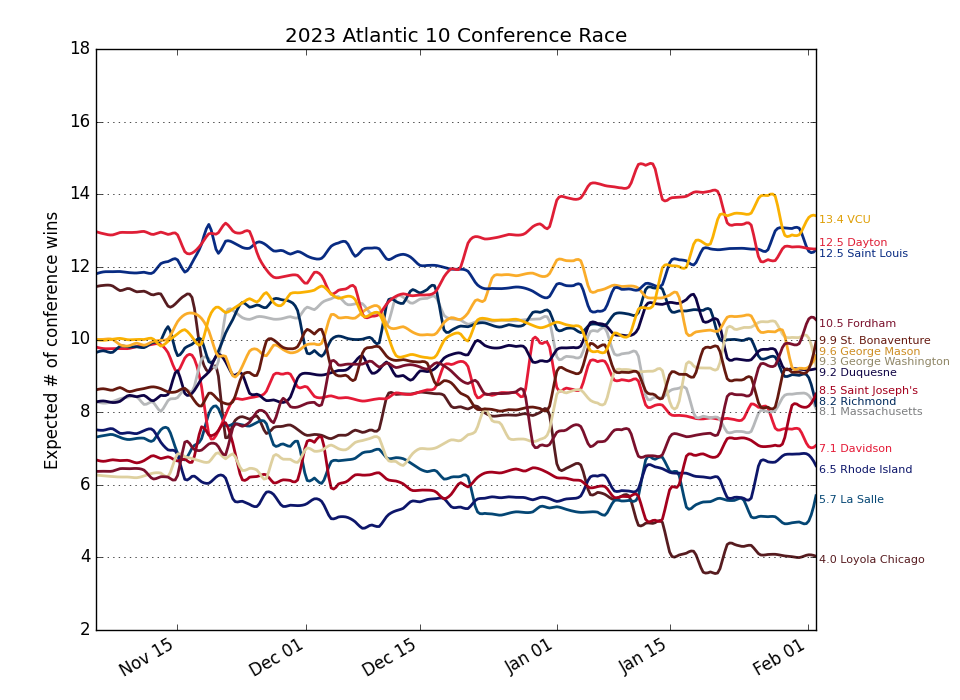 2023 Atlantic 10 Conference Race
Expected # of conference wins
18
16
14
12
10
8
6
4
2
Nov 15
Dec 01
Dec 15
Jan 01
Jan 15
Feb 01
13.4 VCU
12.5 Dayton
12.5 Saint Louis
10.5 Fordham
9.9 St. Bonaventure
9.6 George Mason
9.3 George Washington
9.2 Duquesne
8.5 Saint Joseph's
8.2 Richmond
8.1 Massachusetts
7.1 Davidson
6.5 Rhode Island
5.7 La Salle
4.0 Loyola Chicago